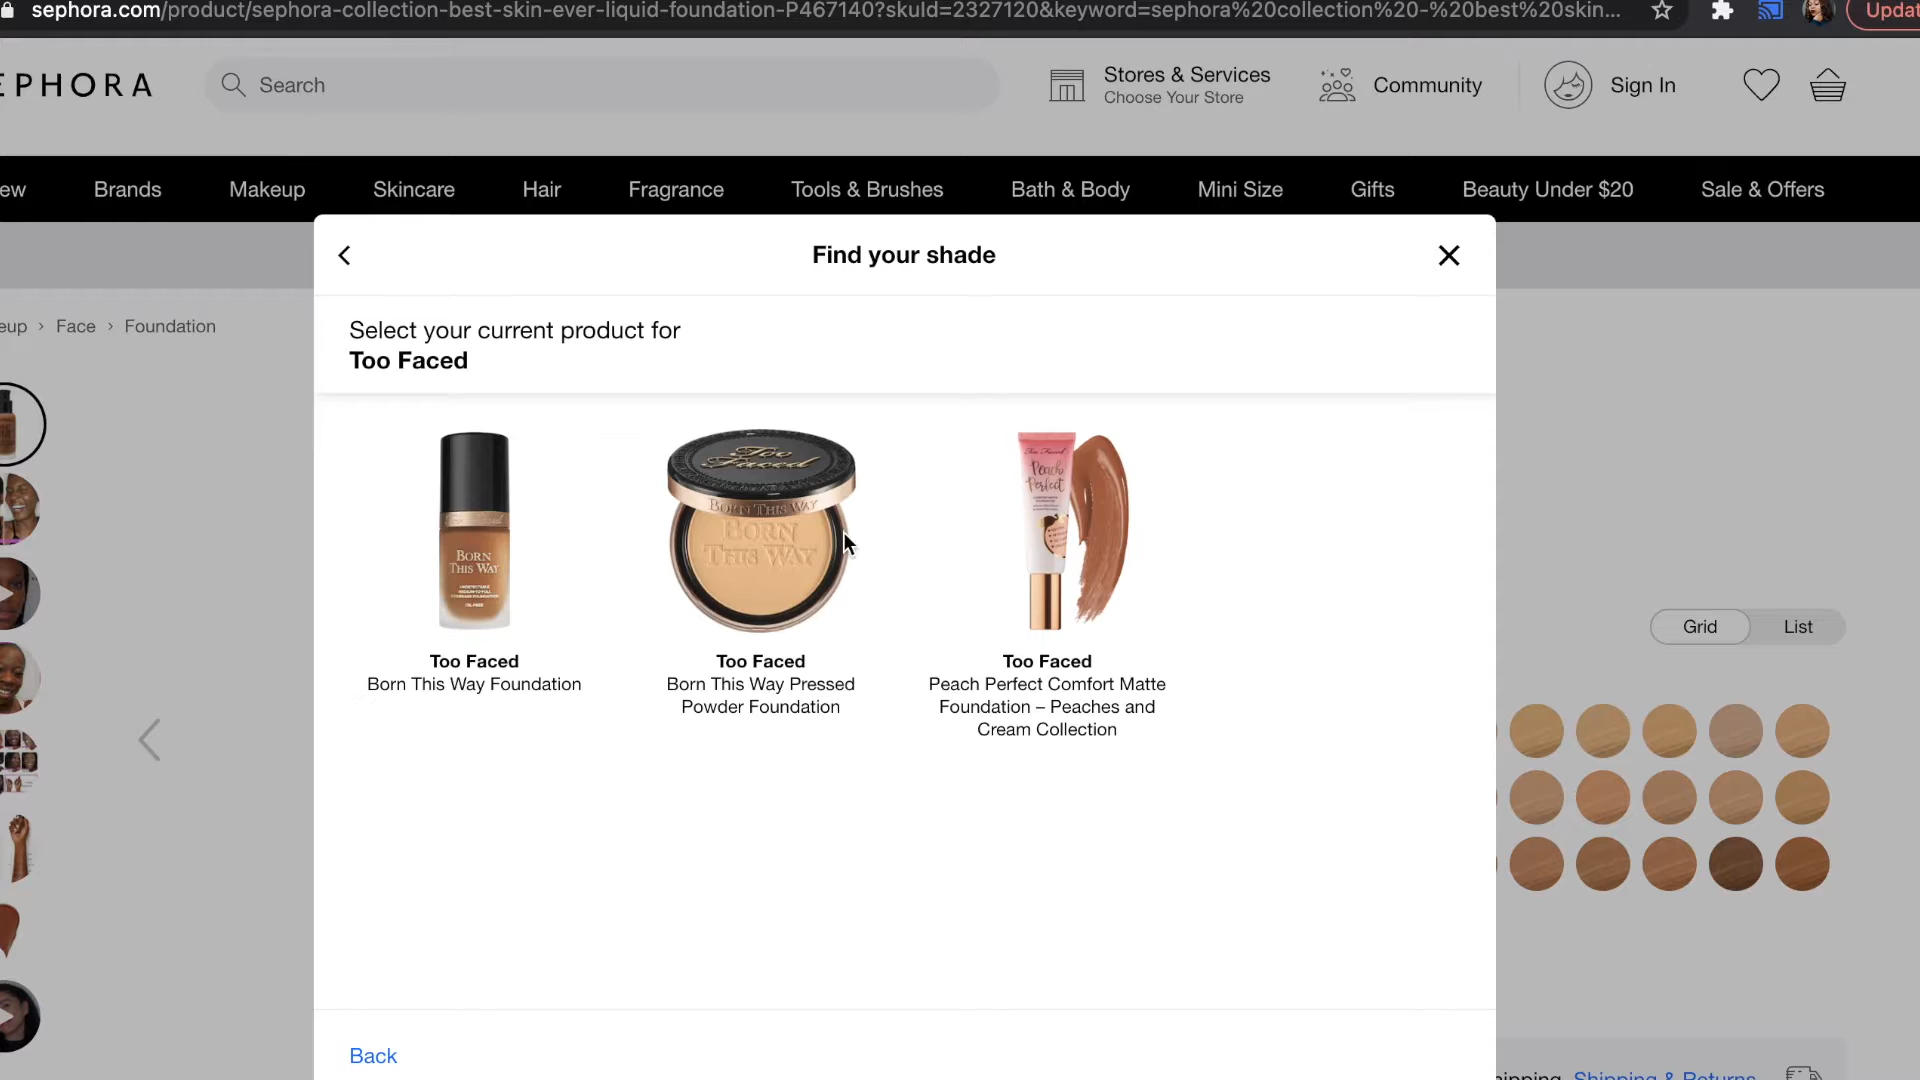 sephora.com/product/sephora-collection-best-skin-ever-liquid-foundation-P467140?skuId=2327120&keyword=sephora%20collection%20-%20best%20skin...
Updat
EPHORA
Search
Stores & Services
Choose Your Store
Community
Sign In
ew
Brands
Makeup
Skincare
Hair
Fragrance
Tools & Brushes
Bath & Body
Mini Size
Gifts
Beauty Under $20
Sale & Offers
Find your shade
eup › Face › Foundation
Select your current product for
Too Faced
BORN
THIS WAY
Too Faced
BORN THIS WAY
BORN
THIS WAY
Too Faced
Peach
Perfect
Too Faced
Born This Way Foundation
Too Faced
Born This Way Pressed
Powder Foundation
Too Faced
Peach Perfect Comfort Matte
Foundation – Peaches and
Cream Collection
Grid
List
Back
hipping
Shipping & Returns